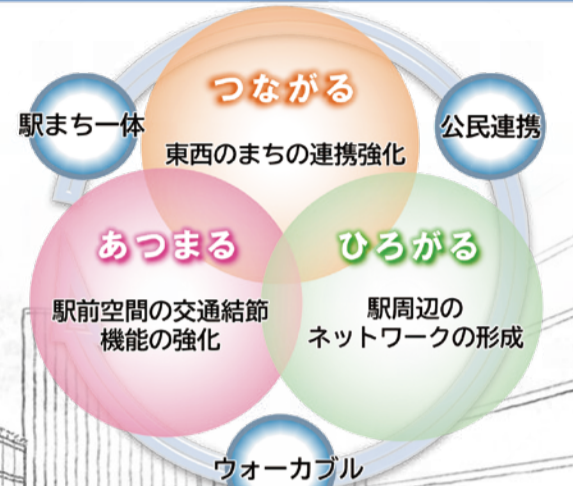 つながる
駅まち一体
公民連携
東西のまちの連携強化
あつまる
ひろがる
駅前空間の交通結節
機能の強化
駅周辺の
ネットワークの形成
ウォーカブル